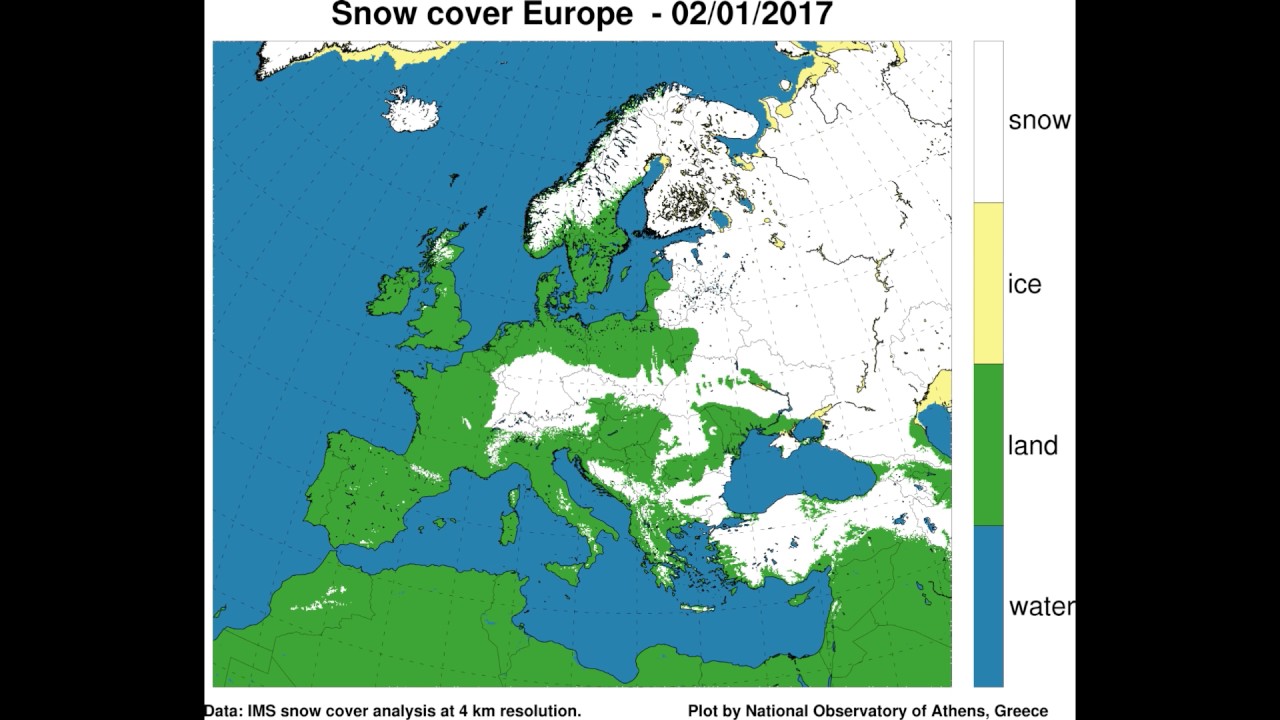 Snow cover Europe - 02/01/2017
snow
ice
land
water
Data: IMS snow cover analysis at 4 km resolution.
Plot by National Observatory of Athens, Greece